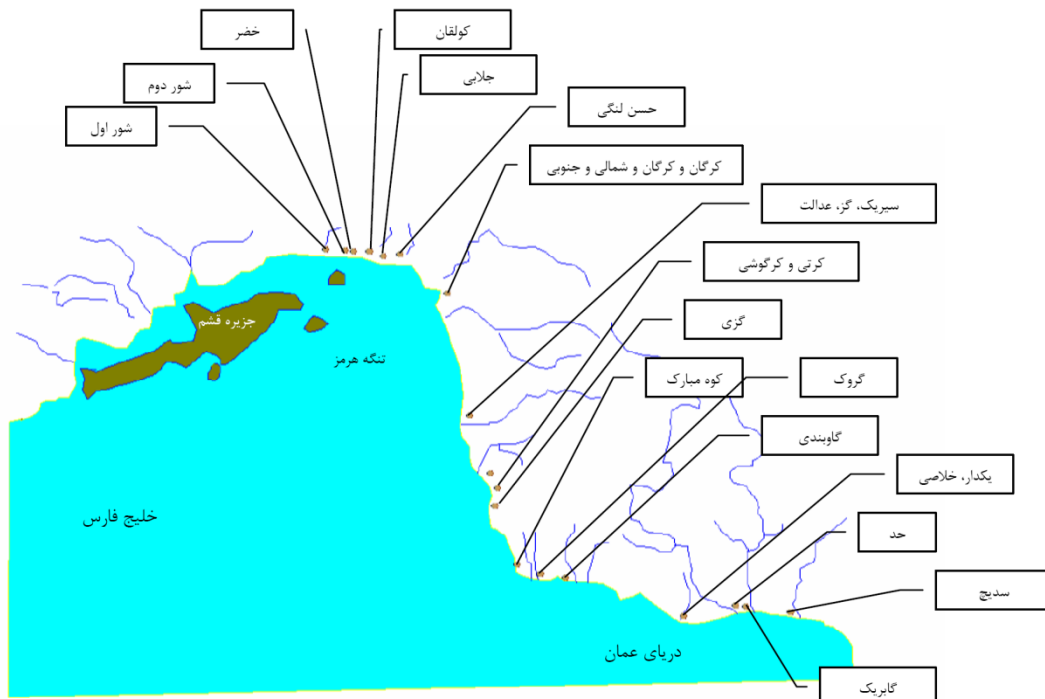 خضر
کولقان
شور دوم
جلابی
شور اول
حسن لنگی
کرگان و کرگان و شمالی و جنوبی
سیریک، گز، عدالت
کرتی و کرگوشی
جزیره قشم
گزی
تنگه هرمز
کوه مبارک
گروک
گاوبندی
یکدار، خلاصی
خلیج فارس
حد
سدیچ
دریای عمان
گابریک